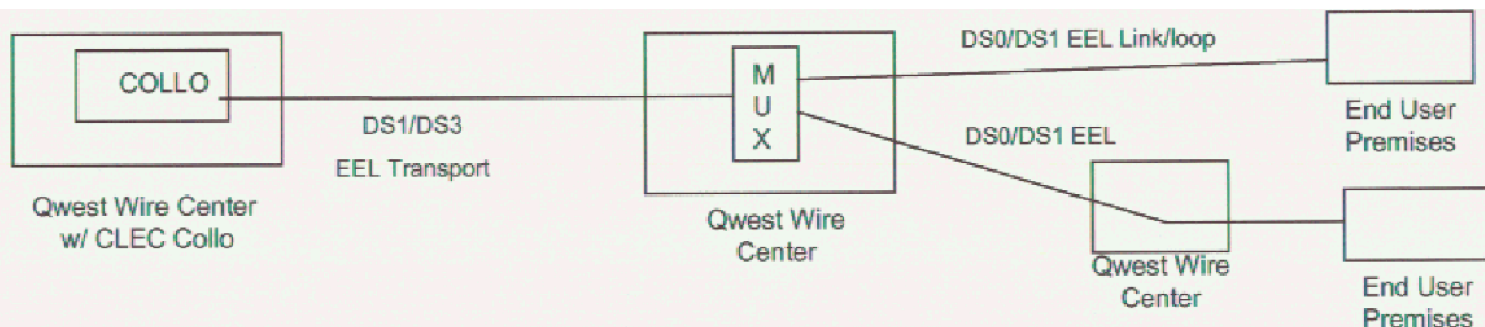 COLLO
DS1/DS3
EEL Transport
Qwest Wire Center
w/ CLEC Collo
M
U
X
Qwest Wire
Center
DS0/DS1 EEL Link/loop
End User
Premises
DS0/DS1 EEL
Qwest Wire
Center
End User
Premises